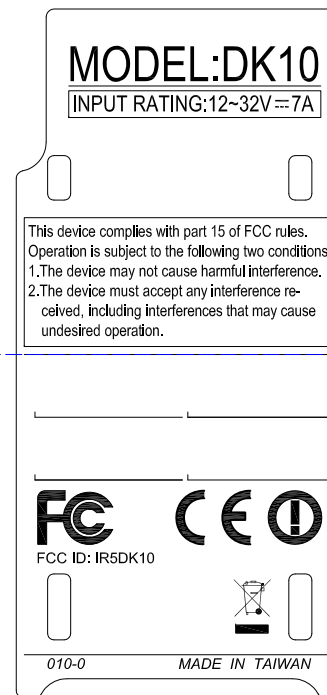 MODEL:DK10
INPUT RATING:12~32V⎓7A
This device complies with part 15 of FCC rules.
Operation is subject to the following two conditions
1.The device may not cause harmful interference.
2.The device must accept any interference re-
ceived, including interferences that may cause
undesired operation.
FC CE
FCC ID: IR5DK10
010-0 MADE IN TAIWAN